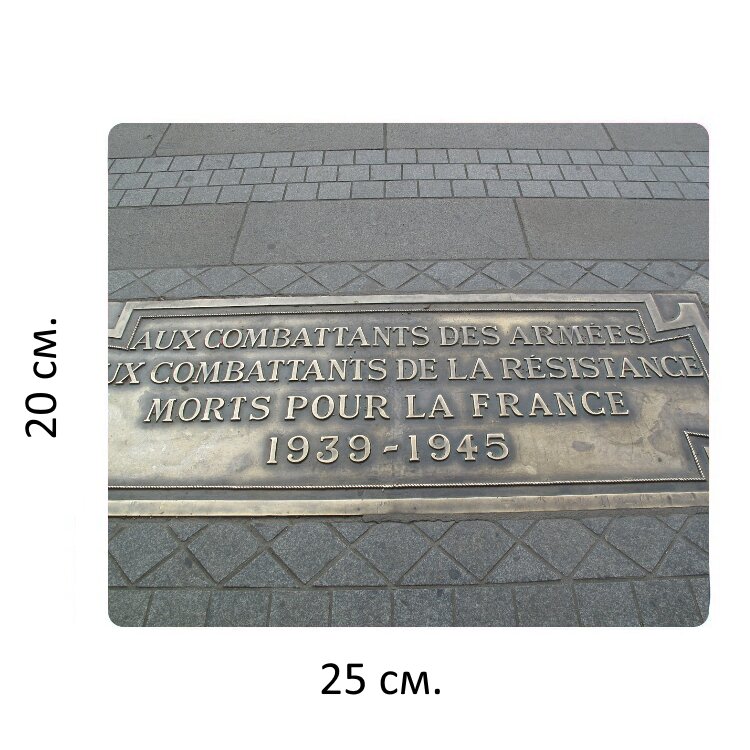 AUX COMBATTANTS DES ARMÉES
UX COMBATTANTS DE LA RÉSISTANCE
MORTS POUR LA FRANCE
1939-1945
20 см.
25 см.